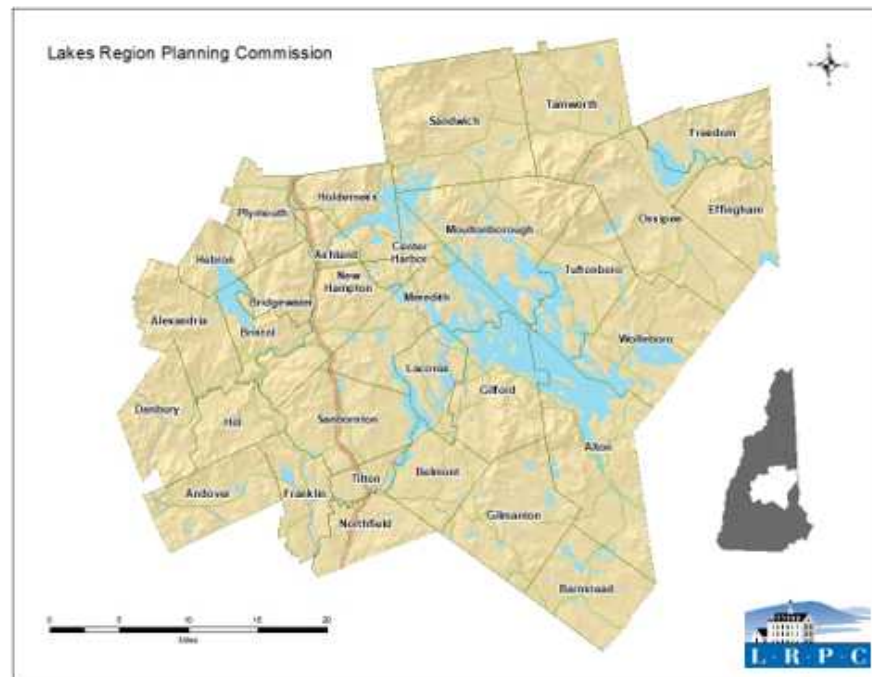 Lakes Region Planning Commission
Tamworth
Sandwich
Freedom
Holderness
Plymouth
Effingham
Ossipee
Moultonborough
Ashland
Center
Harbor
Hebron
Tuftonboro
New
Hampton
Bridgewater
Meredith
Alexandria
Bristol
Wolfeboro
Laconia
Gilford
Danbury
Sanbornton
Hill
Alton
Belmont
Tilton
Andover
Franklin
Gilmanton
Northfield
Barnstead
0 5 10 15 20
Miles
L·R·P·C